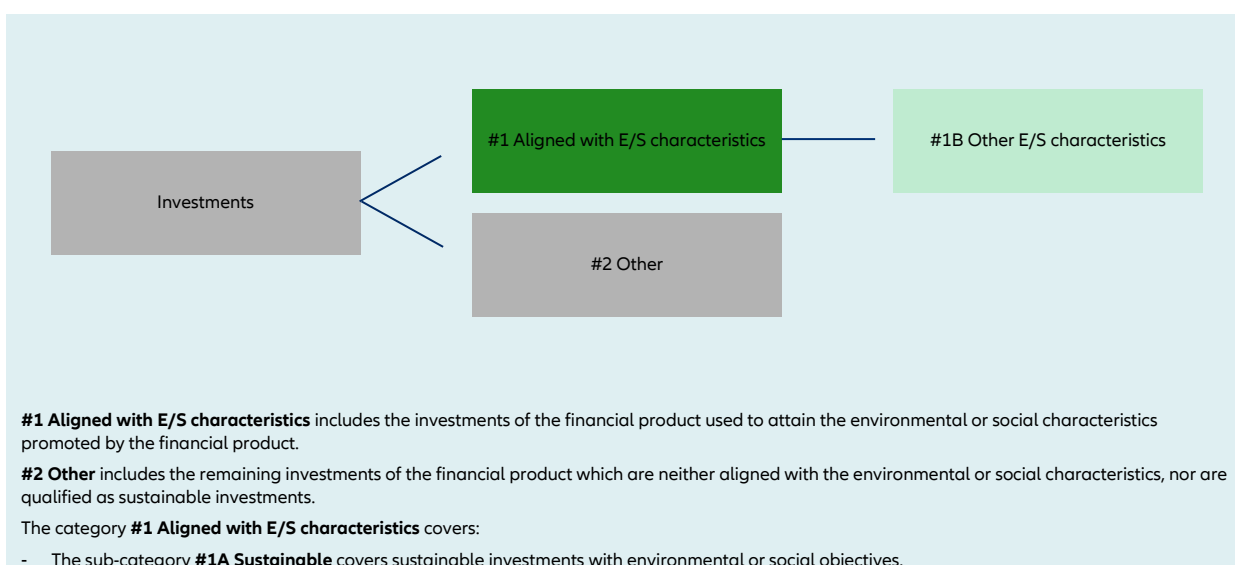 #1 Aligned with E/S characteristics
#1B Other E/S characteristics
Investments
#2 Other
#1 Aligned with E/S characteristics includes the investments of the financial product used to attain the environmental or social characteristics
promoted by the financial product.
#2 Other includes the remaining investments of the financial product which are neither aligned with the environmental or social characteristics, nor are
qualified as sustainable investments.
The category #1 Aligned with E/S characteristics covers:
- The sub-category #1A Sustainable covers sustainable investments with environmental or social objectives.